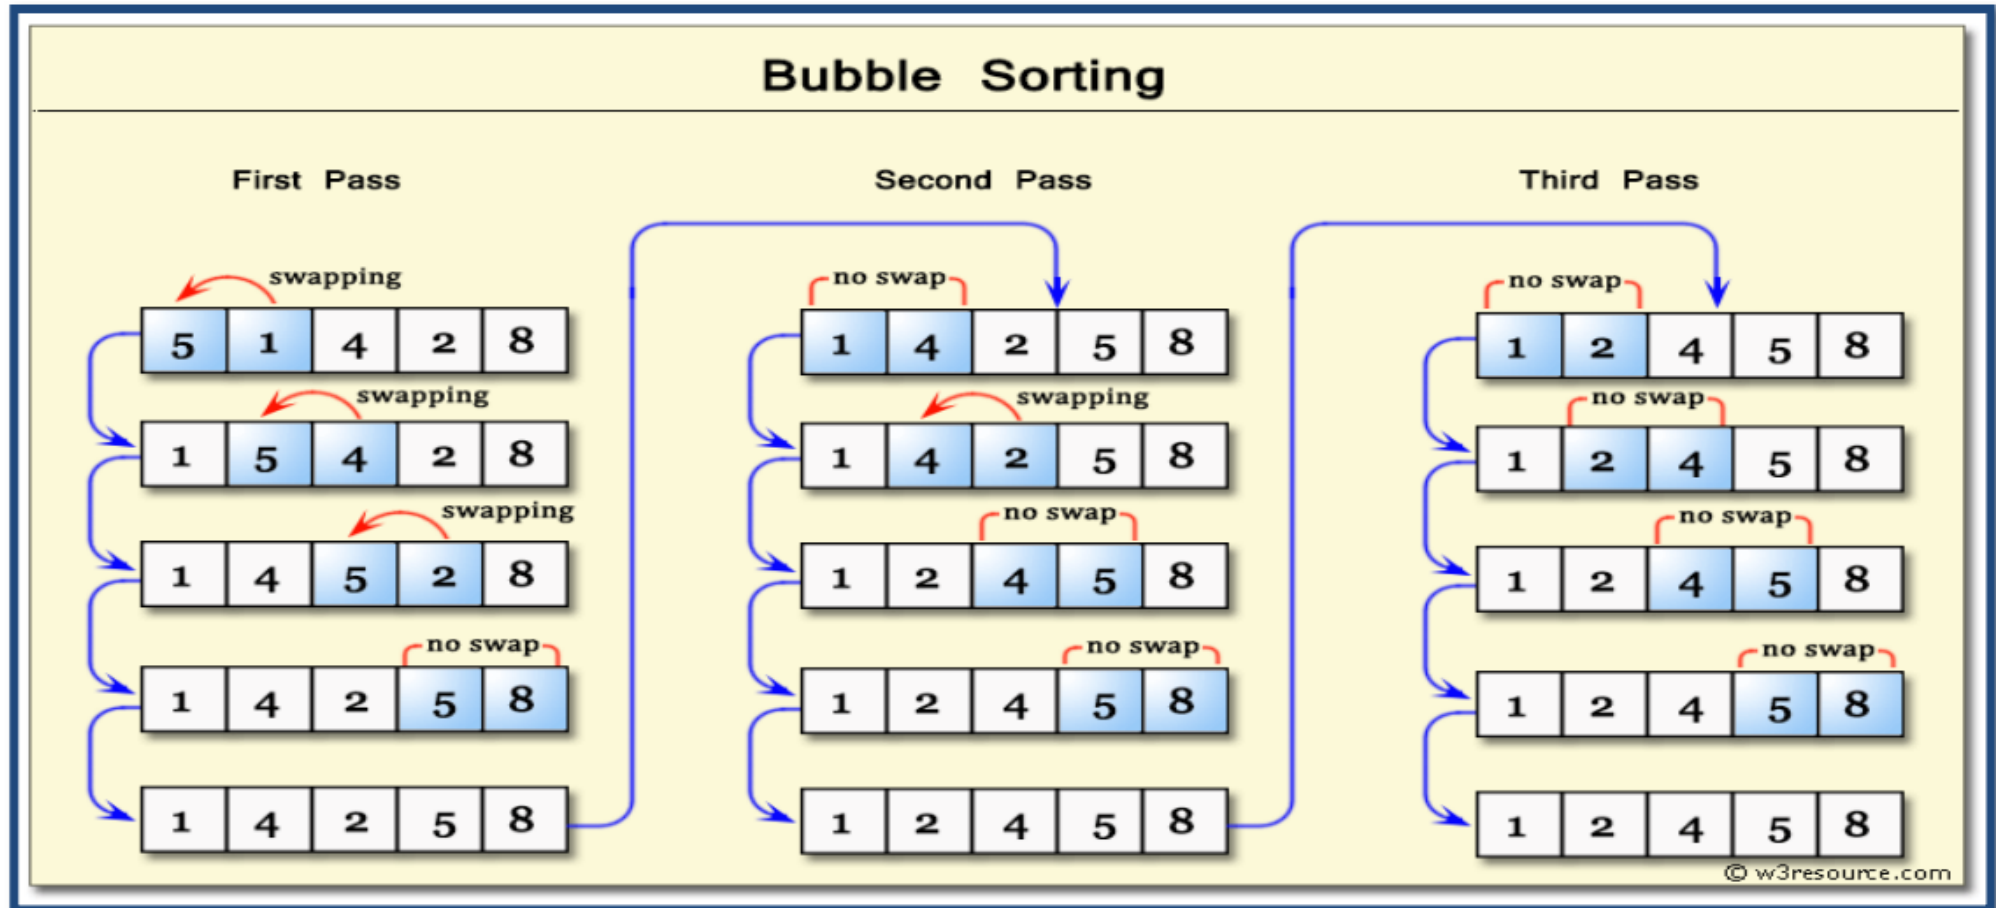 Bubble Sorting
First Pass
swapping
5 1 4 2 8
swapping
1 5 4 2 8
swapping
1 4 5 2 8
no swap
1 4 2 5 8
1 4 2 5 8
Second Pass
no swap
1 4 2 5 8
swapping
1 4 2 5 8
no swap
1 2 4 5 8
no swap
1 2 4 5 8
1 2 4 5 8
Third Pass
no swap
1 2 4 5 8
no swap
1 2 4 5 8
no swap
1 2 4 5 8
no swap
1 2 4 5 8
1 2 4 5 8
© w3resource.com